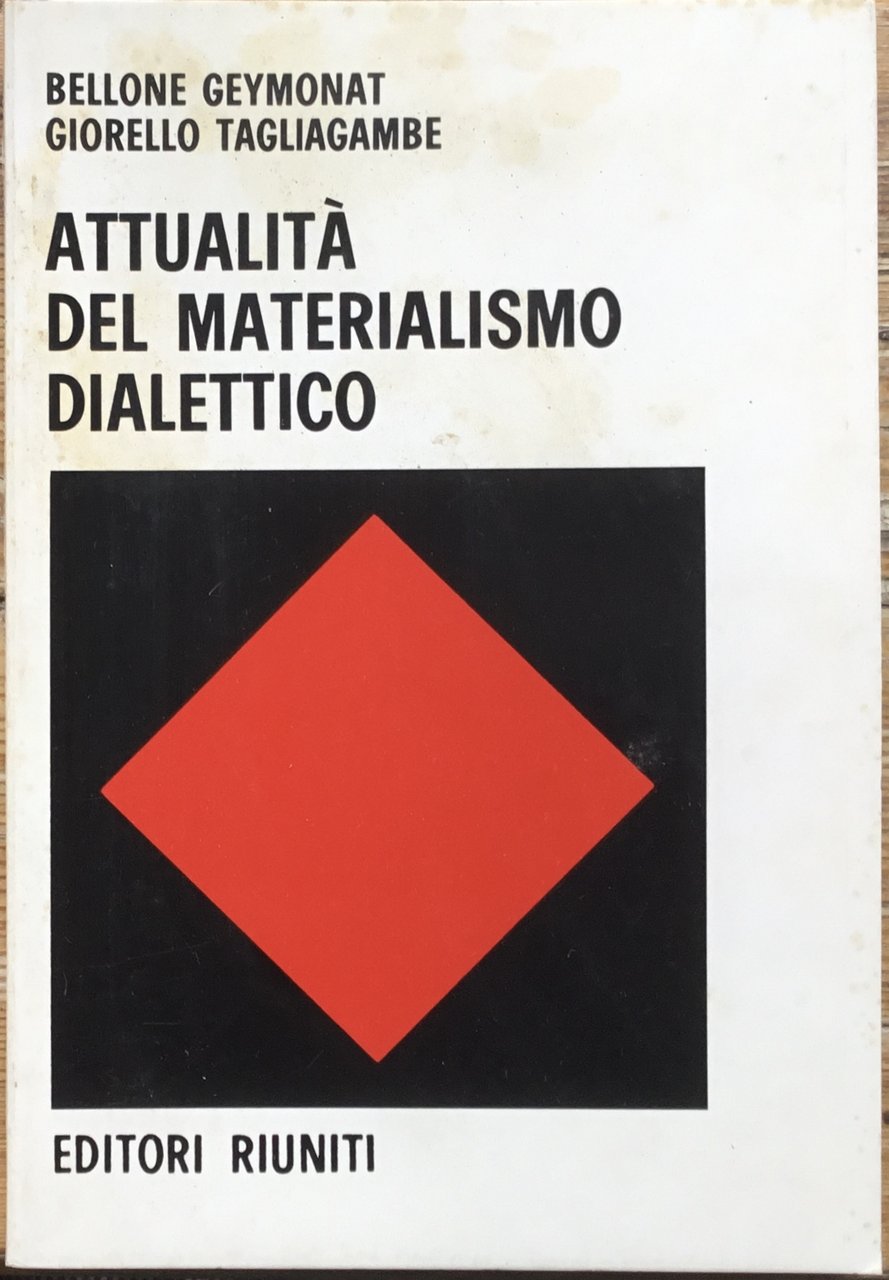 BELLONE GEYMONAT
GIORELLO TAGLIAGAMBE
ATTUALITÀ
DEL MATERIALISMO
DIALETTICO
EDITORI RIUNITI